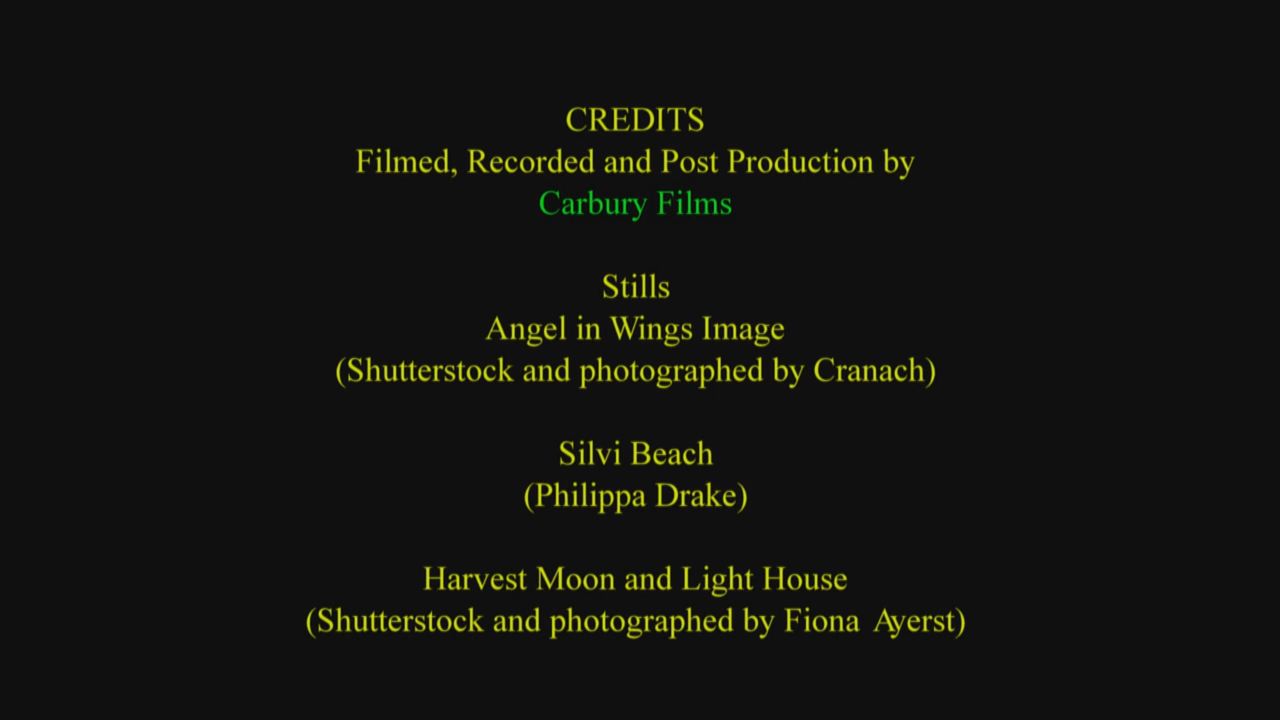 CREDITS
Filmed, Recorded and Post Production by
Carbury Films
Stills
Angel in Wings Image
(Shutterstock and photographed by Cranach)
Silvi Beach
(Philippa Drake)
Harvest Moon and Light House
(Shutterstock and photographed by Fiona Ayerst)